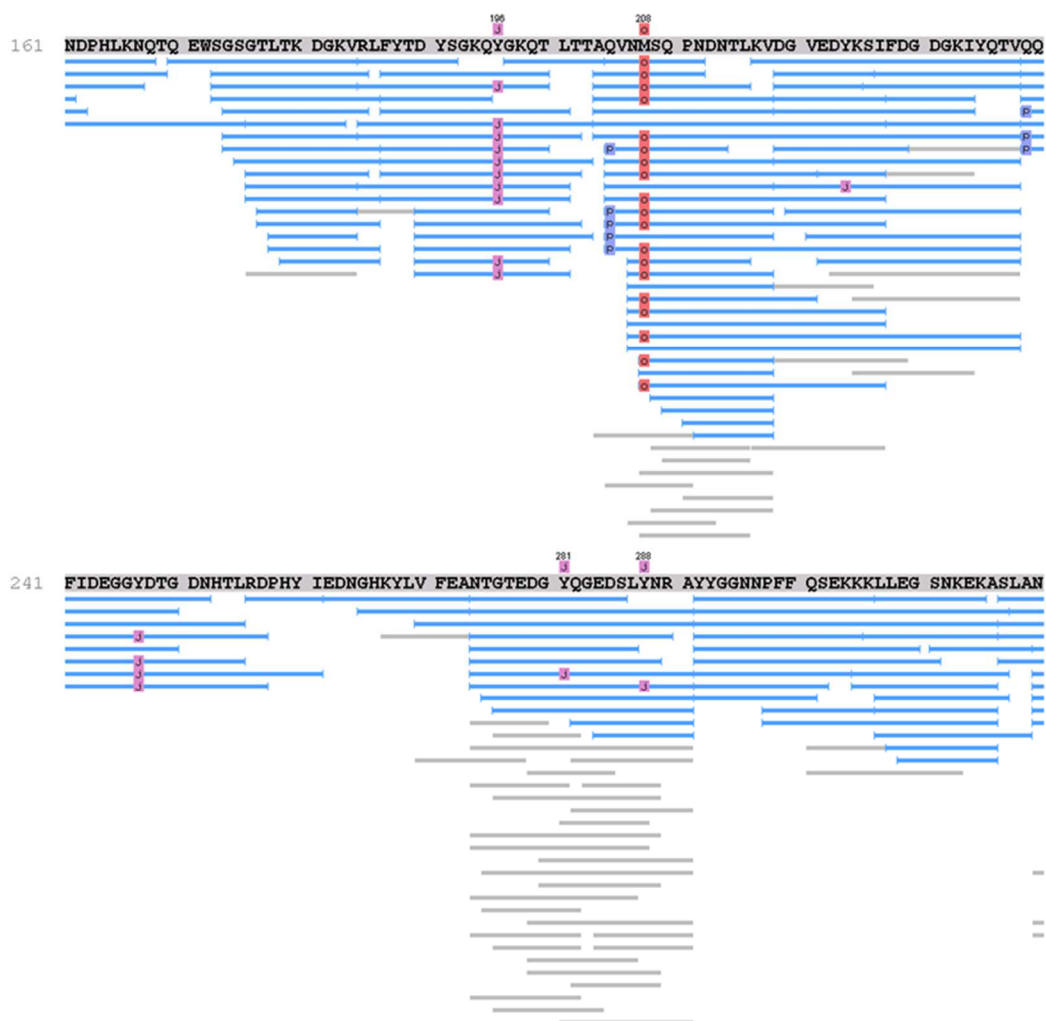 196 208
J o
161 NDPHLKNQTQ EWSGSGTLTK DGKVRLFYTD YSGKQYGKQT LTTAQVNMSQ PNDNTLKVDG VEDYKSIFDG DGKIYQTVQQ
o
o
J o
o
P
J
J o P
J P o P
J o
J o
J J
J o
P o
o
P
P o
J o
J o
o
o
o
o
o
281 288
J J
241 FIDEGGYDTG DNHTLRDPHY IEDNGHKYLV FEANTGTEDG YQGEDSLYNR AYYGGNNPFF QSEKKKLLEG SNKEKASLAN
J
J
J J
J J